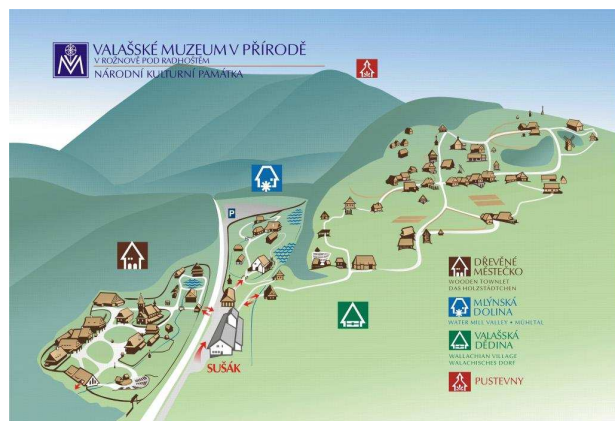 VALAŠSKÉ MUZEUM V PŘÍRODĚ
V ROŽNOVĚ POD RADHOŠTĚM
NÁRODNÍ KULTURNÍ PAMÁTKA
P
SUŠÁK
DŘEVĚNÉ
MĚSTEČKO
WOODEN TOWNLET
DAS HOLZSTÄDTCHEN
MLÝNSKÁ
DOLINA
WATER MILL VALLEY • MÜHLTAL
VALAŠSKÁ
DĚDINA
WALLACHIAN VILLAGE
WALACHISCHES DORF
PUSTEVNY